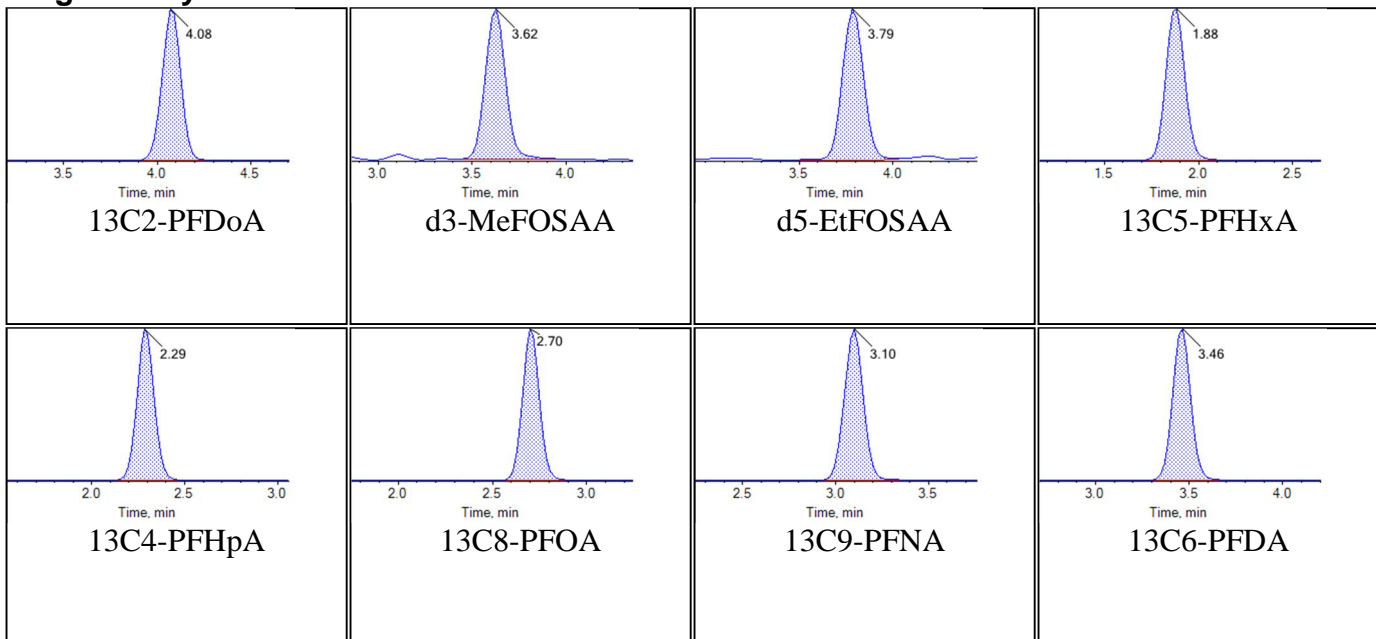 4.08
3.5 4.0 4.5
Time, min
13C2-PFDoA
3.62
3.0 3.5 4.0
Time, min
d3-MeFOSAA
3.79
3.5 4.0
Time, min
d5-EtFOSAA
1.88
1.5 2.0 2.5
Time, min
13C5-PFHxA
2.29
2.0 2.5 3.0
Time, min
13C4-PFHpA
2.70
2.0 2.5 3.0
Time, min
13C8-PFOA
3.10
2.5 3.0 3.5
Time, min
13C9-PFNA
3.46
3.0 3.5 4.0
Time, min
13C6-PFDA